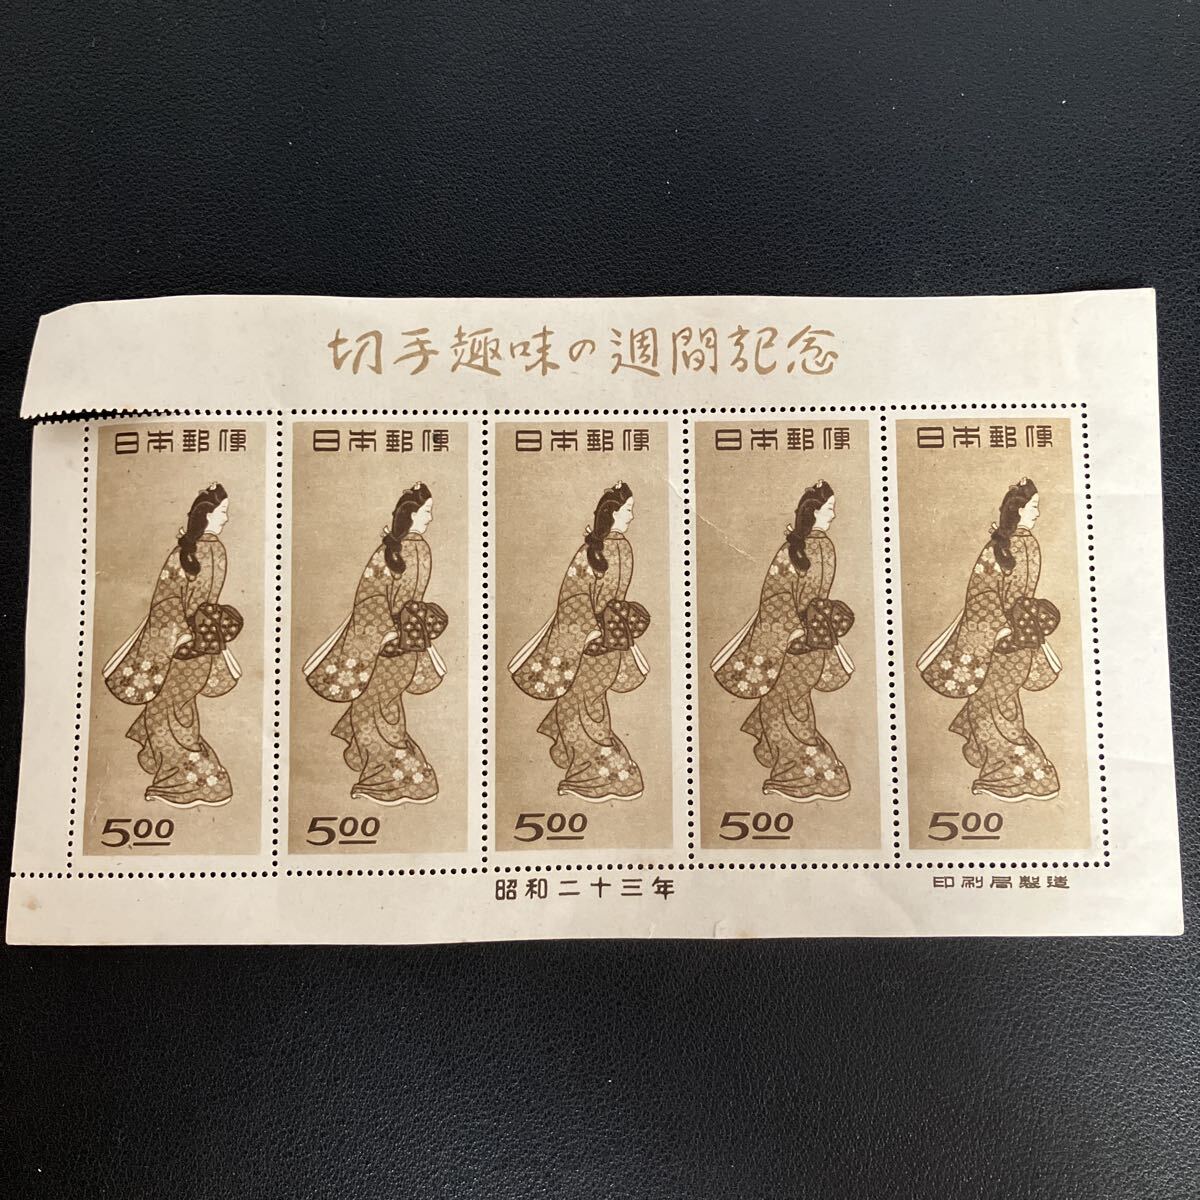 切手趣味の週間記念
日本郵便 日本郵便 日本郵便 日本郵便 日本郵便
5.00 5.00 5.00 5.00 5.00
昭和二十三年
印刷局製造